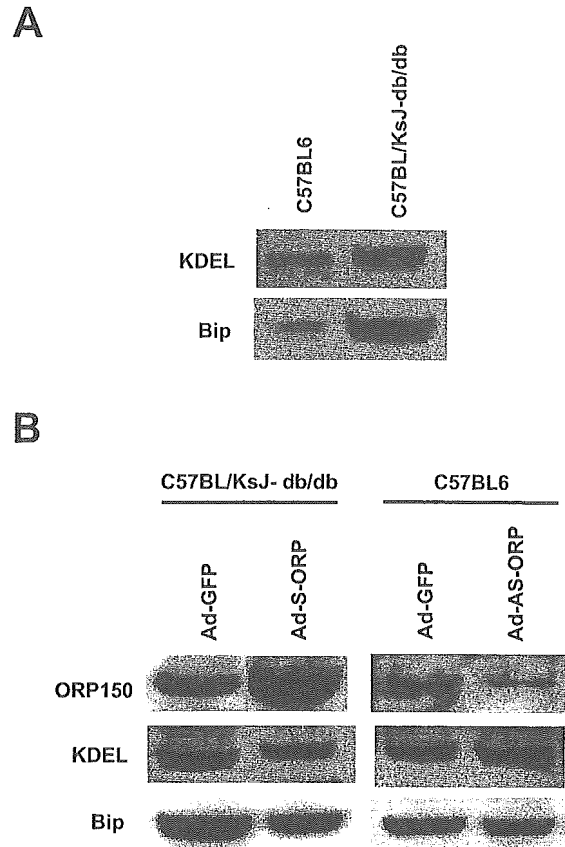 A
C57BL6
C57BL/KsJ-db/db
KDEL
Bip
B
C57BL/KsJ- db/db
C57BL6
Ad-GFP
Ad-S-ORP
Ad-GFP
Ad-AS-ORP
ORP150
KDEL
Bip